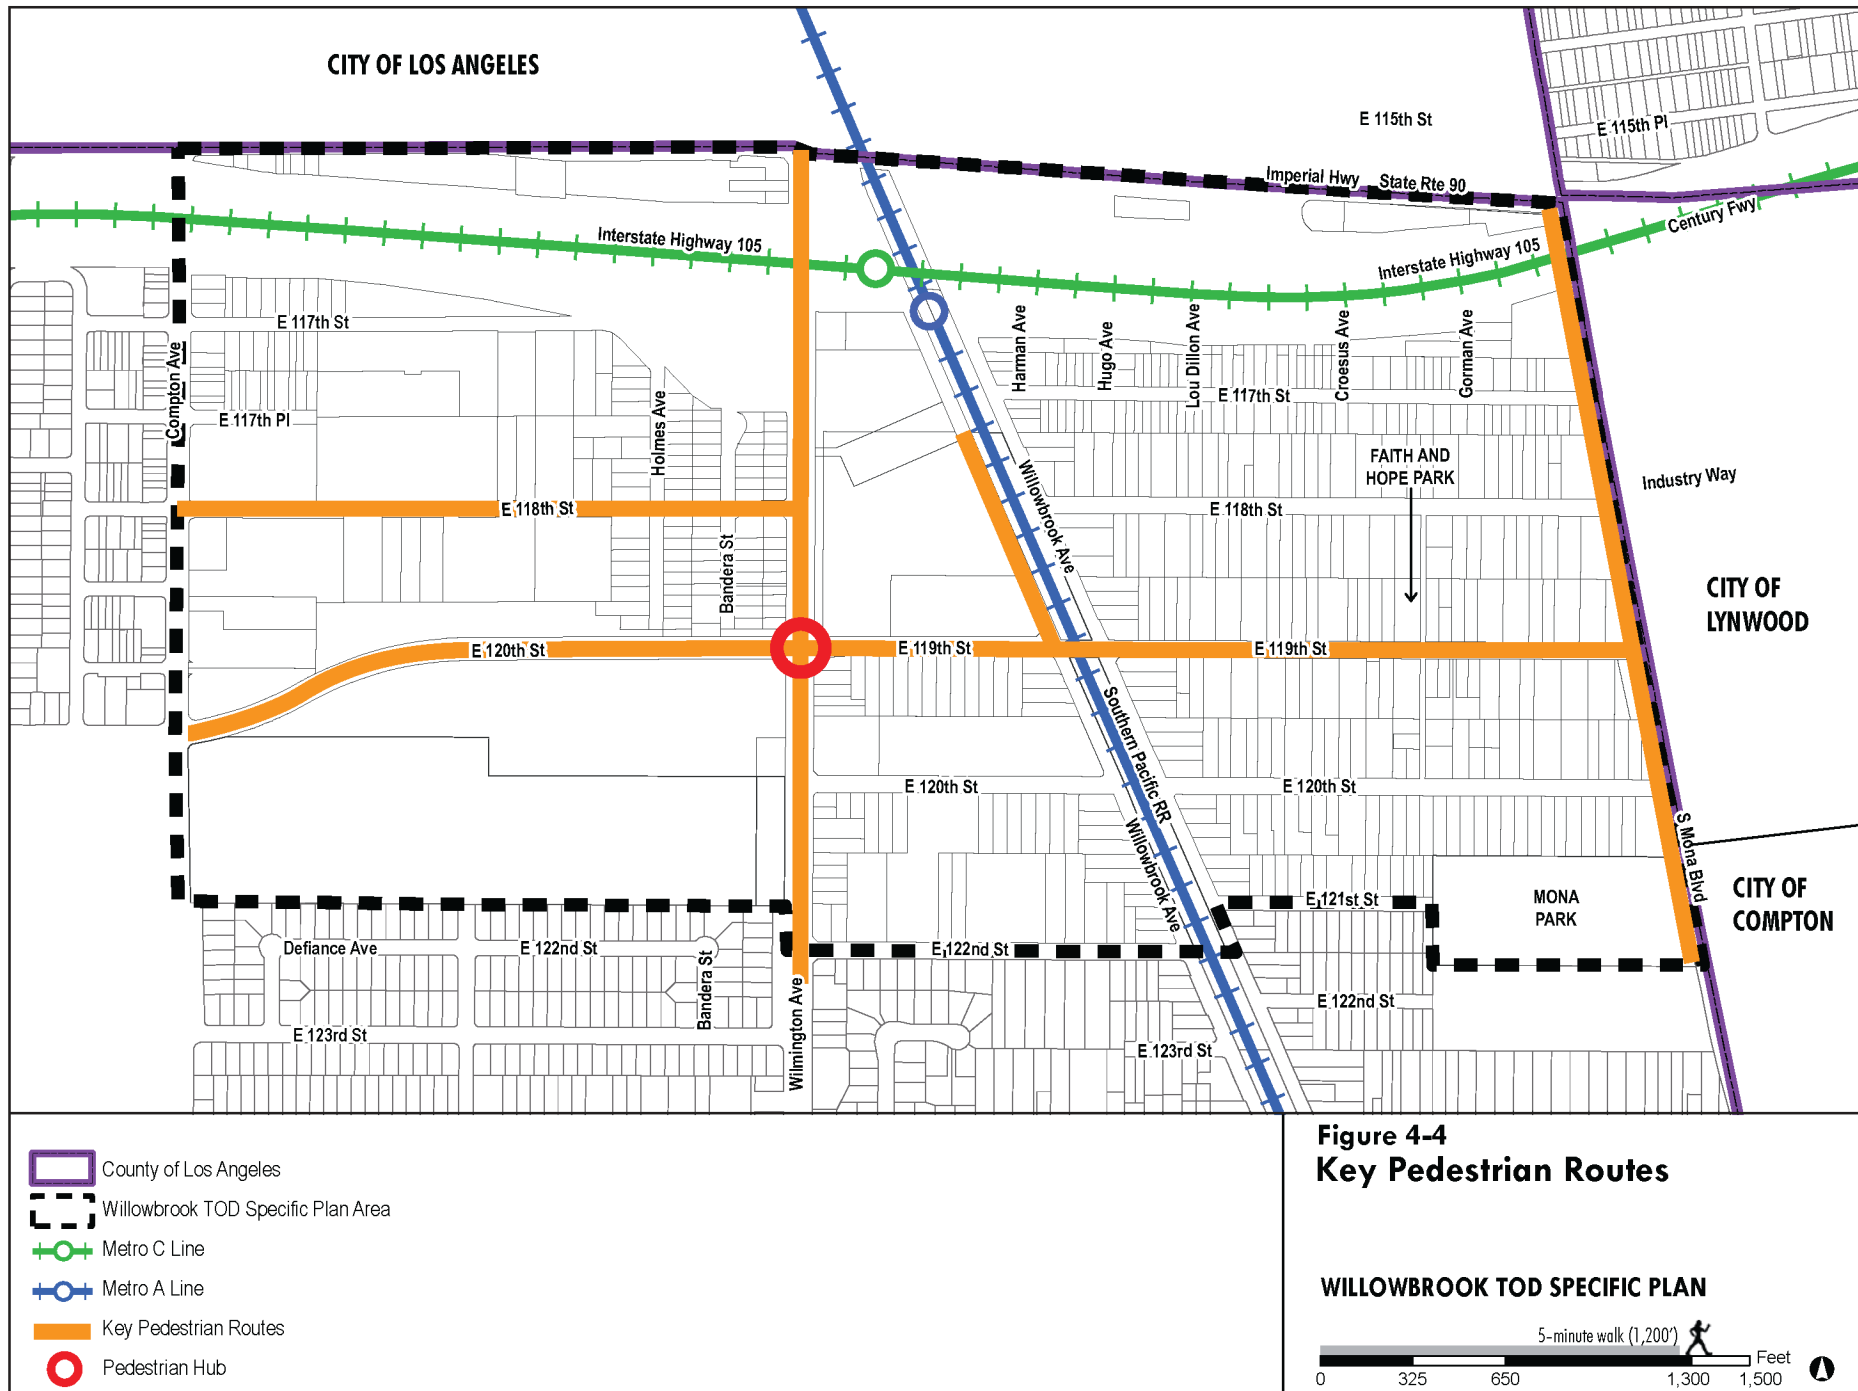 CITY OF LOS ANGELES
E 115th St
E 115th Pl
Imperial Hwy
State Rte 90
Century Fwy
Interstate Highway 105
Interstate Highway 105
E 117th St
Compton Ave
E 117th Pl
Holmes Ave
Harman Ave
Hugo Ave
Lou Dillon Ave
Croesus Ave
Gorman Ave
E 117th St
FAITH AND
HOPE PARK
Industry Way
Willowbrook Ave
E 118th St
E 118th St
Bandera St
CITY OF
LYNWOOD
E 120th St
E 119th St
E 119th St
Southern Pacific RR
E 120th St
E 120th St
Willowbrook Ave
S Mona Blvd
MONA
PARK
CITY OF
COMPTON
E 121st St
Defiance Ave
E 122nd St
Bandera St
E 122nd St
E 122nd St
Wilmington Ave
E 123rd St
E 123rd St
County of Los Angeles
Willowbrook TOD Specific Plan Area
Metro C Line
Metro A Line
Key Pedestrian Routes
Pedestrian Hub
Figure 4-4
Key Pedestrian Routes
WILLOWBROOK TOD SPECIFIC PLAN
5-minute walk (1,200')
Feet
0 325 650 1,300 1,500